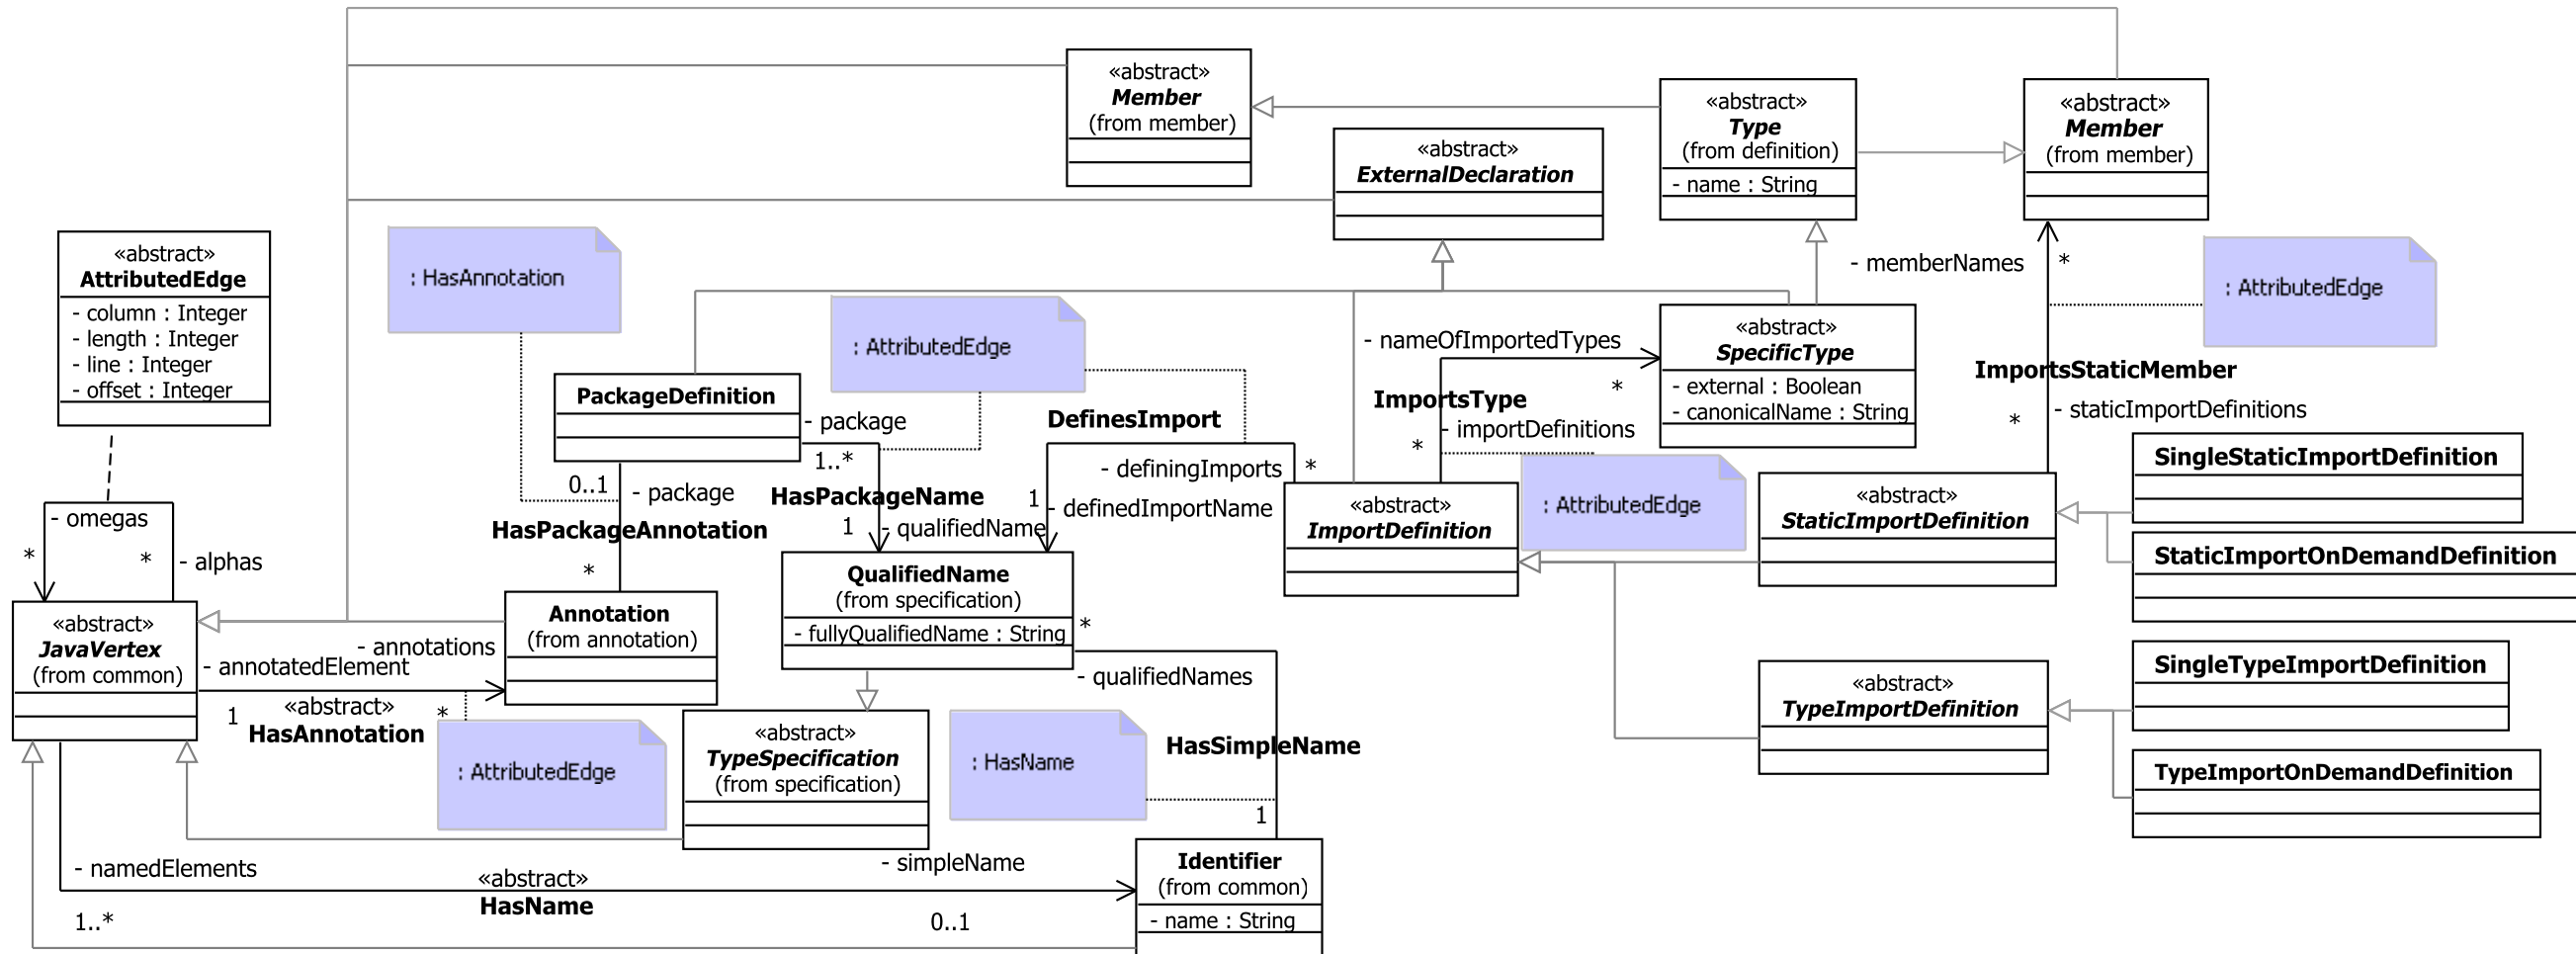 «abstract»
Member
(from member)
«abstract»
Type
(from definition)
- name : String
«abstract»
Member
(from member)
«abstract»
ExternalDeclaration
«abstract»
AttributedEdge
- column : Integer
- length : Integer
- line : Integer
- offset : Integer
: HasAnnotation
: AttributedEdge
- memberNames
*
: AttributedEdge
PackageDefinition
- package
1..*
DefinesImport
- nameOfImportedTypes
*
ImportsType
- importDefinitions
*
«abstract»
SpecificType
- external : Boolean
- canonicalName : String
ImportsStaticMember
*
- staticImportDefinitions
0..1
- package
HasPackageName
HasPackageAnnotation
1
- qualifiedName
- definingImports
*
1
- definedImportName
«abstract»
ImportDefinition
: AttributedEdge
«abstract»
StaticImportDefinition
SingleStaticImportDefinition
StaticImportOnDemandDefinition
- omegas
*
*
- alphas
*
QualifiedName
(from specification)
- fullyQualifiedName : String
*
- qualifiedNames
«abstract»
JavaVertex
(from common)
Annotation
(from annotation)
- annotations
- annotatedElement
1
«abstract»
*
HasAnnotation
: AttributedEdge
«abstract»
TypeSpecification
(from specification)
: HasName
HasSimpleName
1
«abstract»
TypeImportDefinition
SingleTypeImportDefinition
TypeImportOnDemandDefinition
- namedElements
1..*
«abstract»
HasName
- simpleName
0..1
Identifier
(from common)
- name : String